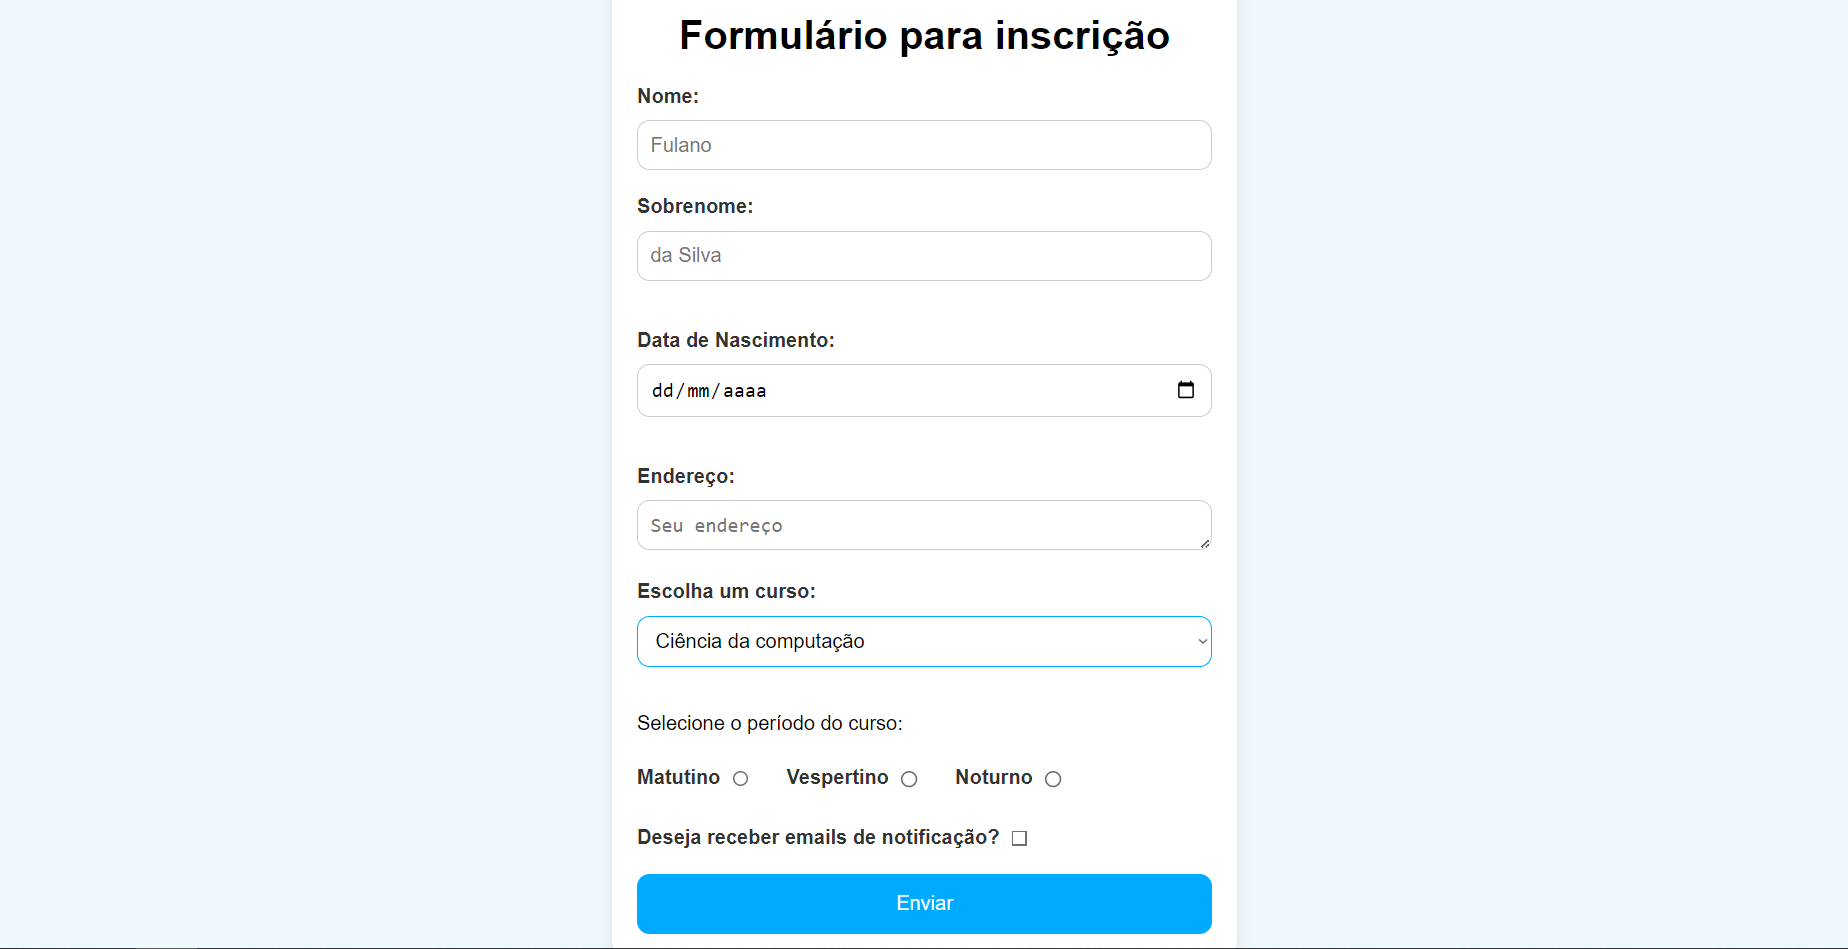 Formulário para inscrição
Nome:
Fulano
Sobrenome:
da Silva
Data de Nascimento:
dd/mm/aaaa
Endereço:
Seu endereço
Escolha um curso:
Ciência da computação
Selecione o período do curso:
Matutino Vespertino Noturno
Deseja receber emails de notificação?
Enviar